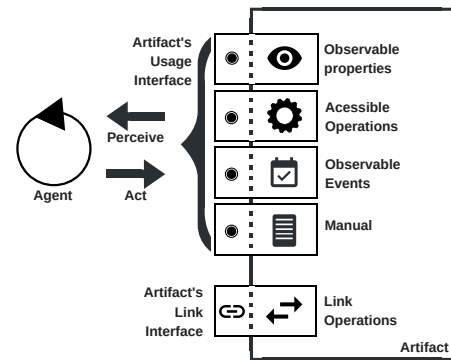 Artifact's
Usage
Interface
Observable
properties
Acessible
Operations
Perceive
Observable
Events
Agent
Act
Manual
Artifact's
Link
Interface
Link
Operations
Artifact